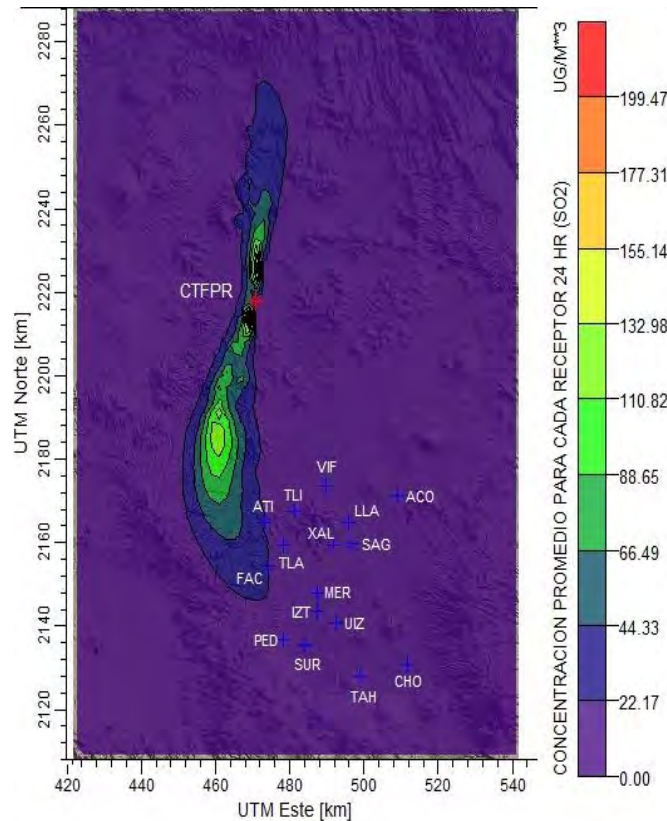 UTM Norte [km]
2280
2260
2240
2220
2200
2180
2160
2140
2120
CTFPR
VIF
TLI
ACO
ATI
LLA
XAL
SAG
TLA
FAC
MER
IZT
UIZ
PED
SUR
CHO
TAH
420 440 460 480 500 520 540
UTM Este [km]
CONCENTRACION PROMEDIO PARA CADA RECEPTOR 24 HR (SO2) UG/M**3
199.47
177.31
155.14
132.98
110.82
88.65
66.49
44.33
22.17
0.00